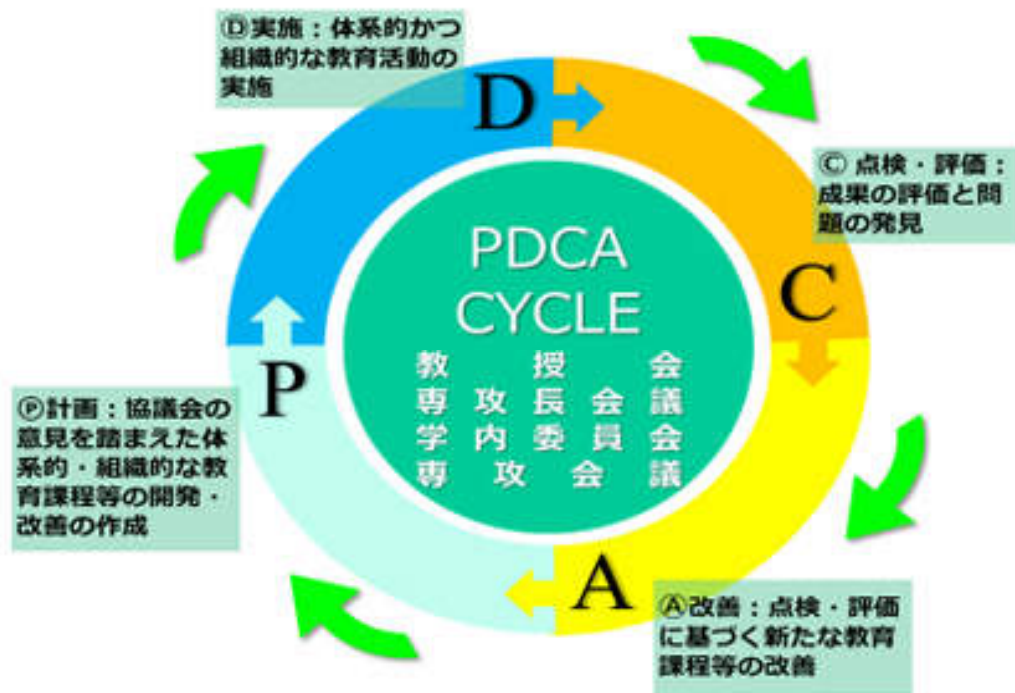 Ⓓ実施：体系的かつ
組織的な教育活動の
実施
D
Ⓒ 点検・評価：
成果の評価と問
題の発見
C
PDCA
CYCLE
教授会
専攻長会議
学内委員会
専攻会議
P
Ⓟ計画：協議会の
意見を踏まえた体
系的・組織的な教
育課程等の開発・
改善の作成
A
Ⓐ改善：点検・評価
に基づく新たな教育
課程等の改善